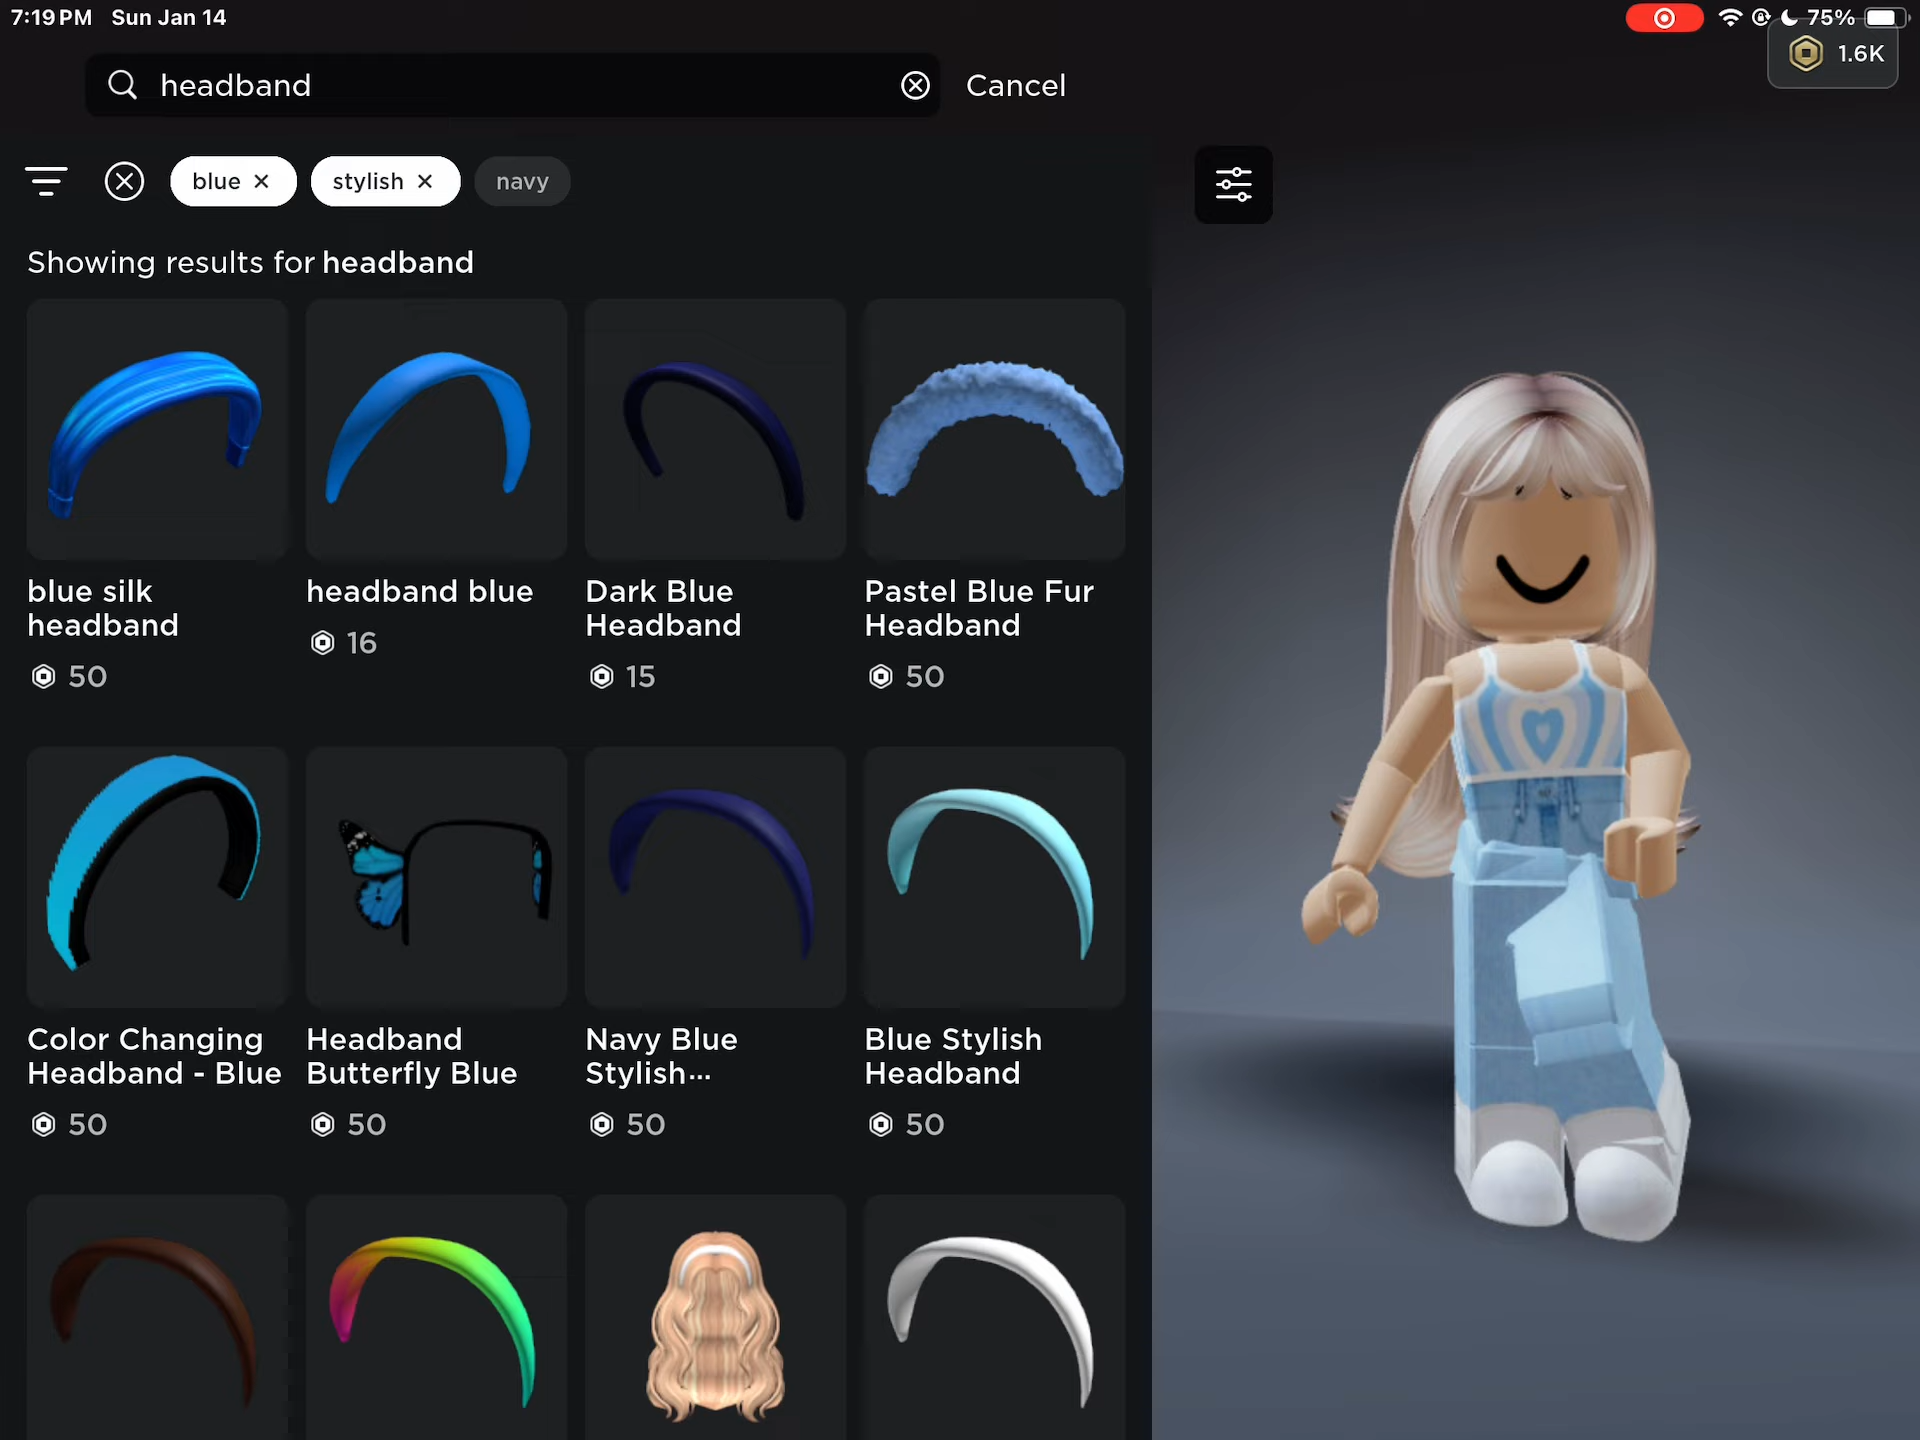 7:19 PM Sun Jan 14
75%
1.6K
headband
Cancel
blue
stylish
navy
Showing results for headband
blue silk
headband
50
headband blue
16
Dark Blue
Headband
15
Pastel Blue Fur
Headband
50
Color Changing
Headband - Blue
50
Headband
Butterfly Blue
50
Navy Blue
Stylish...
50
Blue Stylish
Headband
50